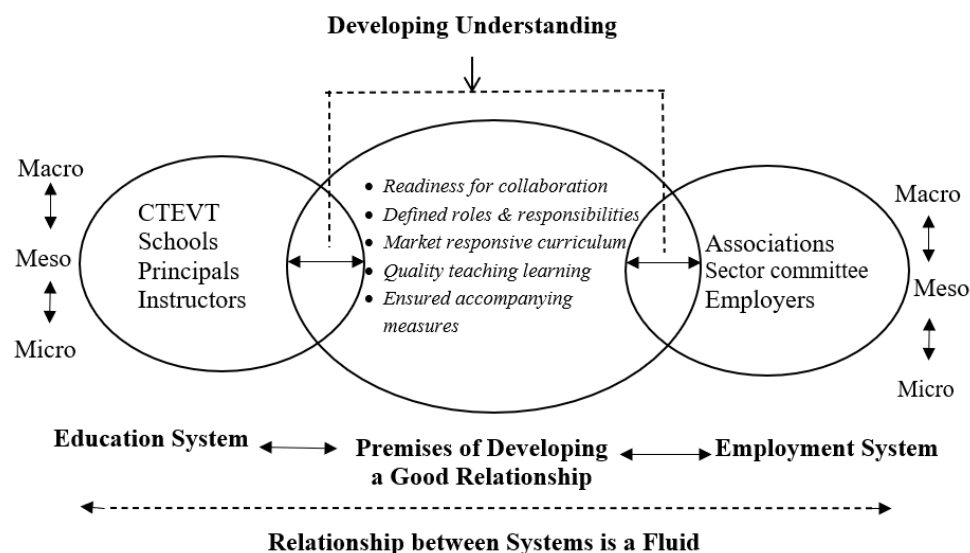 Developing Understanding
Macro
Meso
Micro
CTEVT
Schools
Principals
Instructors
• Readiness for collaboration
• Defined roles & responsibilities
• Market responsive curriculum
• Quality teaching learning
• Ensured accompanying
measures
Associations
Sector committee
Employers
Macro
Meso
Micro
Education System
Premises of Developing
a Good Relationship
Employment System
Relationship between Systems is a Fluid